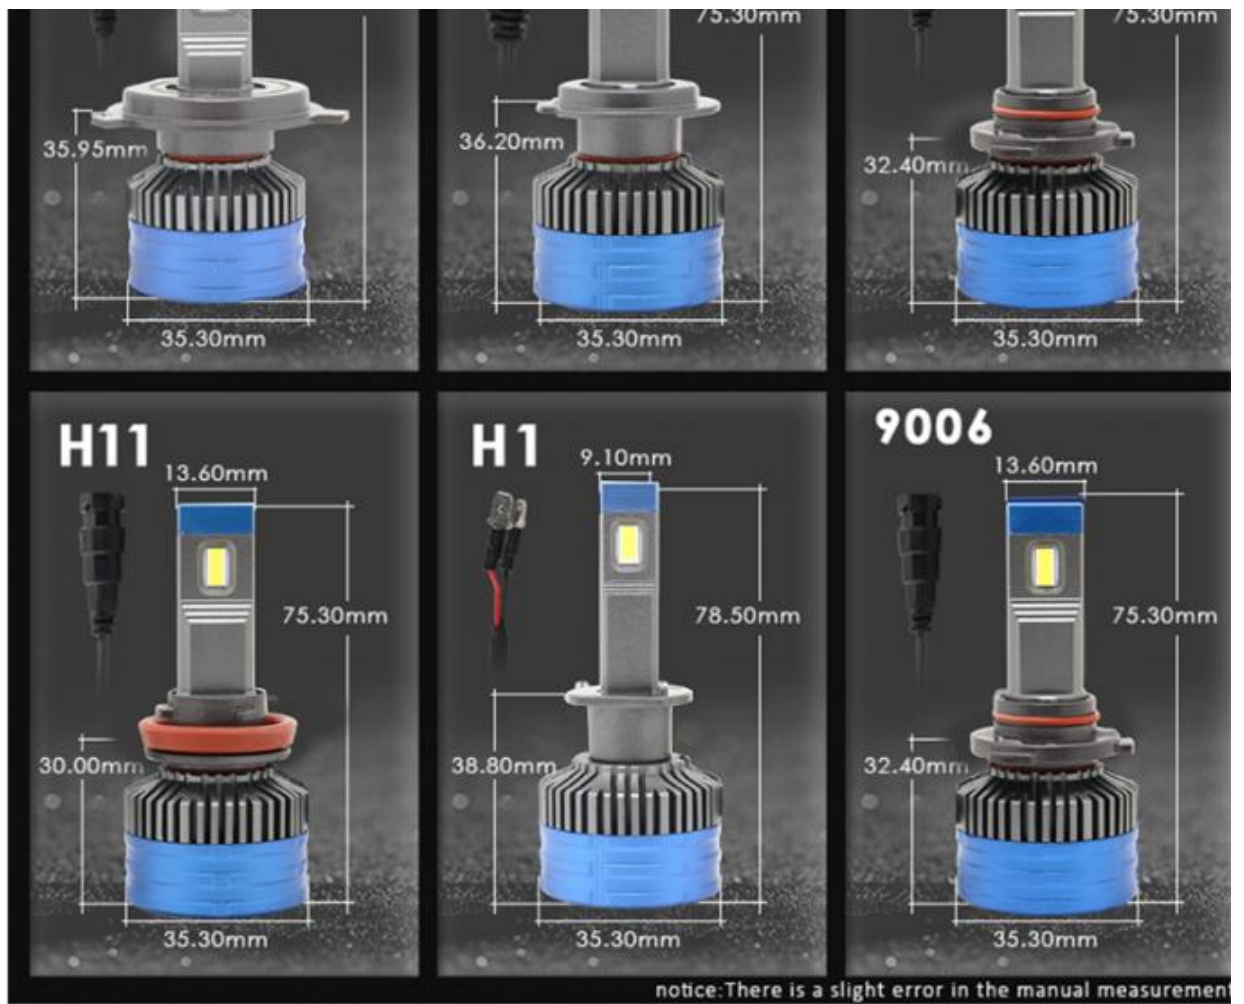 75.30mm
75.30mm
35.95mm
36.20mm
32.40mm
35.30mm
35.30mm
35.30mm
H11
13.60mm
75.30mm
30.00mm
35.30mm
H1
9.10mm
78.50mm
38.80mm
35.30mm
9006
13.60mm
75.30mm
32.40mm
35.30mm
notice:There is a slight error in the manual measurement